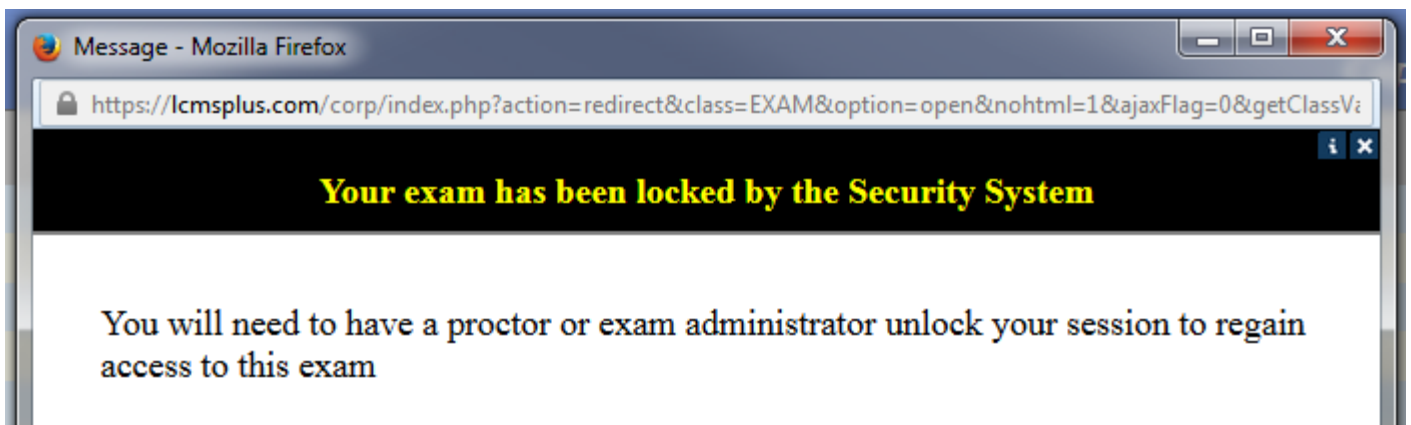 Message - Mozilla Firefox
https://lcmsplus.com/corp/index.php?action=redirect&class=EXAM&option=open&nohtml=1&ajaxFlag=0&getClassVa
Your exam has been locked by the Security System
You will need to have a proctor or exam administrator unlock your session to regain
access to this exam